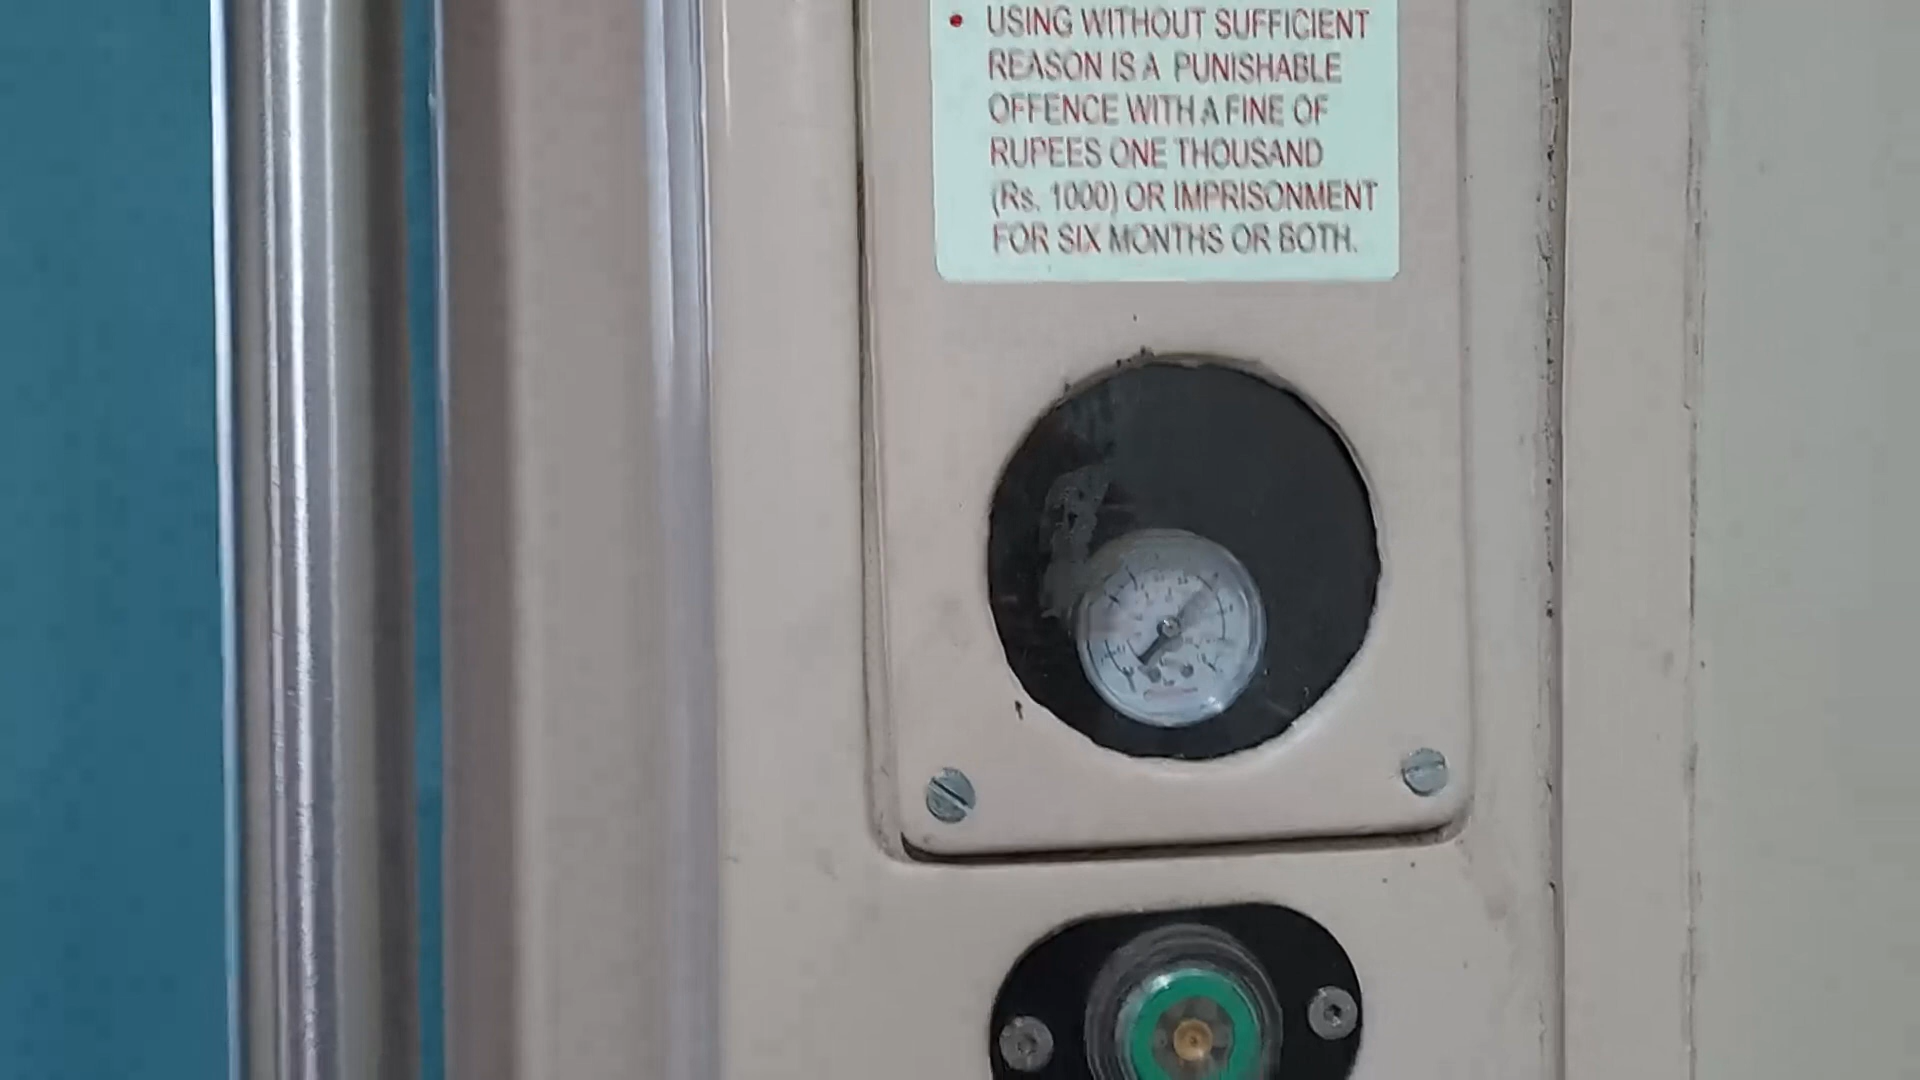 • USING WITHOUT SUFFICIENT
REASON IS A PUNISHABLE
OFFENCE WITH A FINE OF
RUPEES ONE THOUSAND
(Rs. 1000) OR IMPRISONMENT
FOR SIX MONTHS OR BOTH.